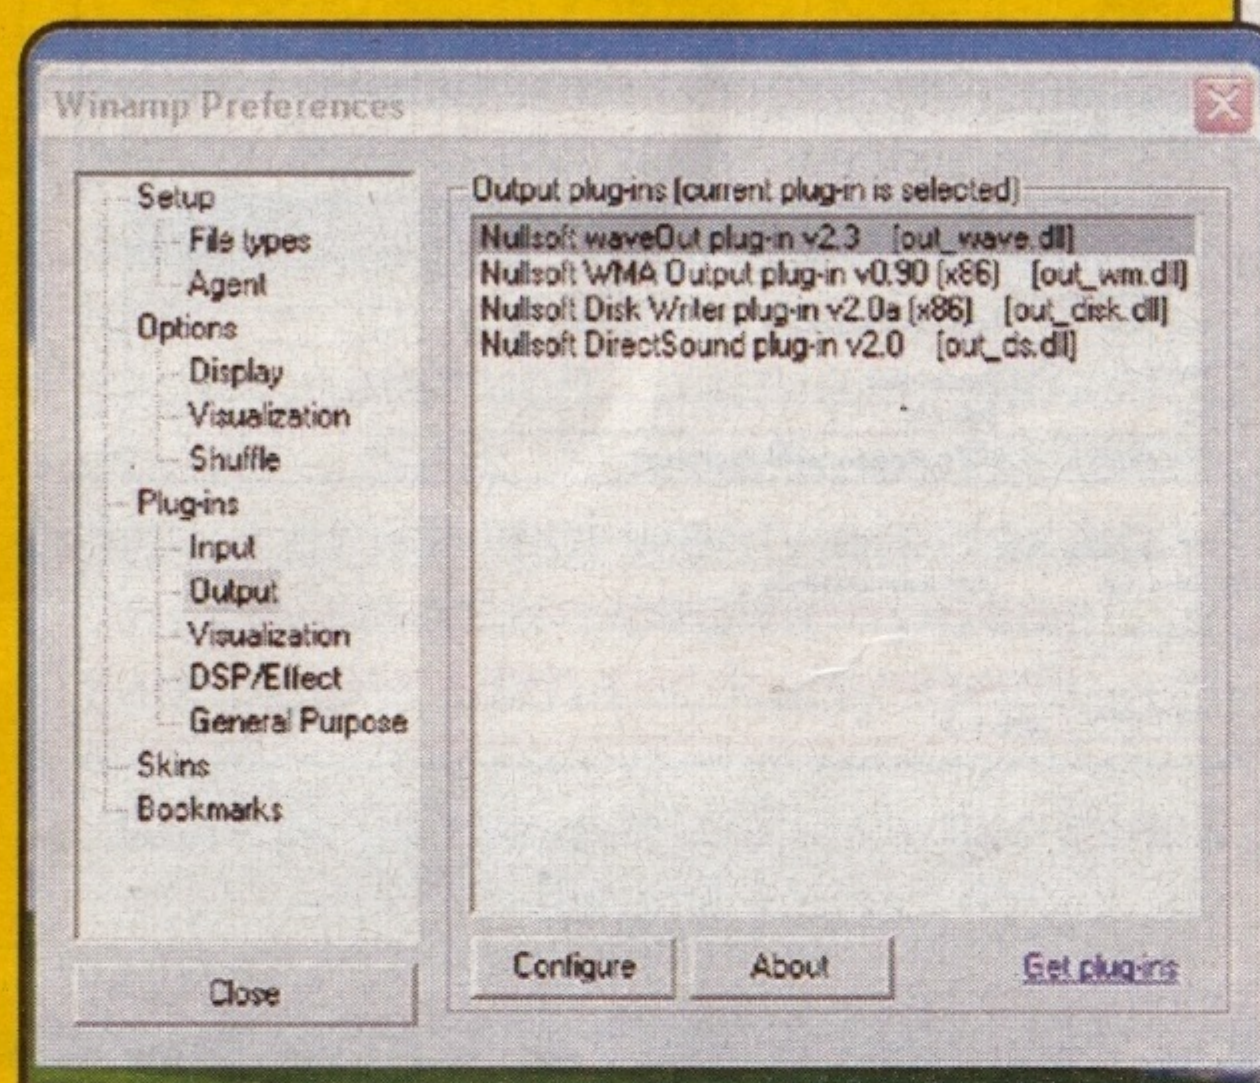 Winamp Preferences
Setup
File types
Agent
Options
Display
Visualization
Shuffle
Plug-ins
Input
Output
Visualization
DSP/Effect
General Purpose
Skins
Bookmarks
Close
Output plug-ins (current plug-in is selected)
Nullsoft waveOut plug-in v2.3 [out_wave.dll]
Nullsoft WMA Output plug-in v0.90 (x86) [out_wm.dll]
Nullsoft Disk Writer plug-in v2.0a (x86) [out_disk.dll]
Nullsoft DirectSound plug-in v2.0 [out_ds.dll]
Configure
About
Get plug-ins